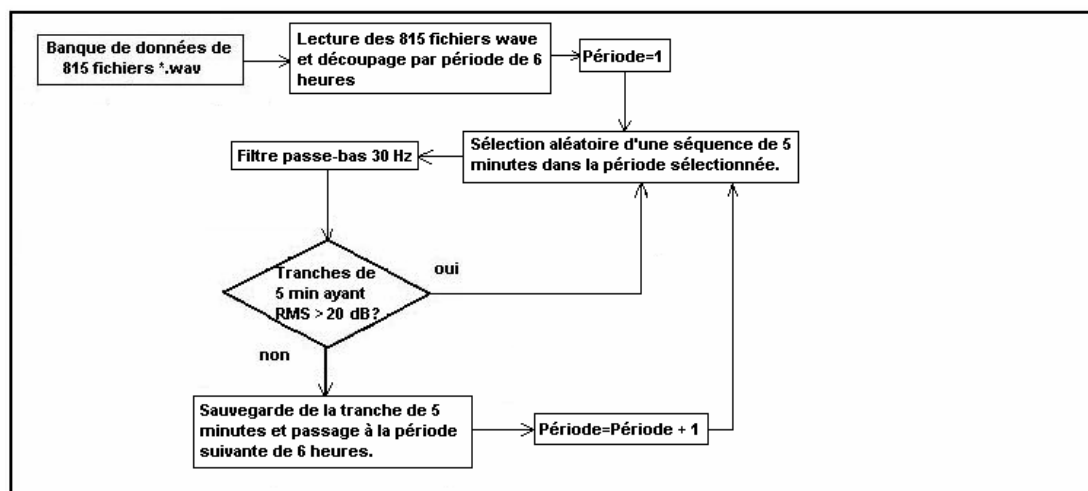 Banque de données de
815 fichiers *.wav
Lecture des 815 fichiers wave
et découpage par période de 6
heures
Période=1
Sélection aléatoire d'une séquence de 5
minutes dans la période sélectionnée.
Filtre passe-bas 30 Hz
Tranches de
5 min ayant
RMS > 20 dB?
oui
non
Sauvegarde de la tranche de 5
minutes et passage à la période
suivante de 6 heures.
Période=Période + 1